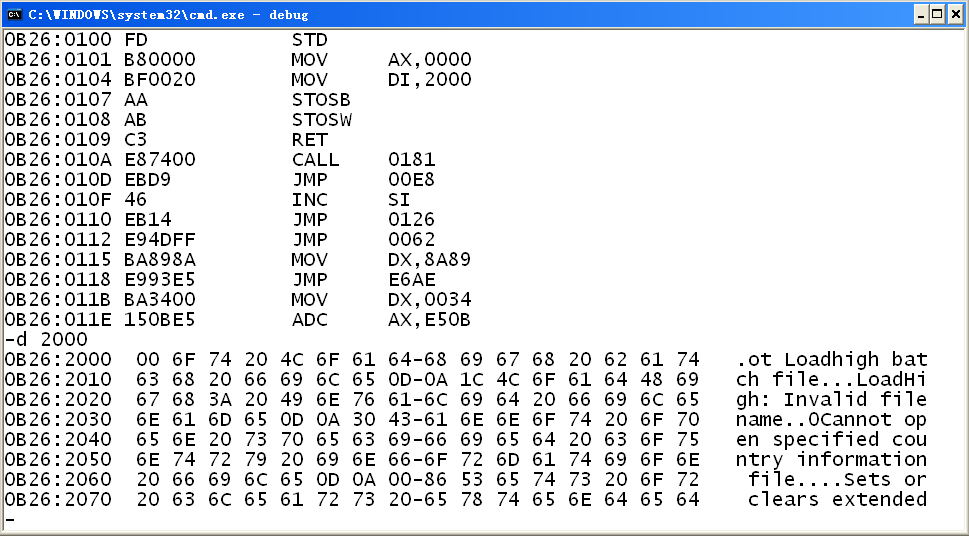 C:\WINDOWS\system32\cmd.exe - debug
0B26:0100 FD            STD
0B26:0101 B80000        MOV     AX,0000
0B26:0104 BF0020        MOV     DI,2000
0B26:0107 AA            STOSB
0B26:0108 AB            STOSW
0B26:0109 C3            RET
0B26:010A E87400        CALL    0181
0B26:010D EBD9          JMP     00E8
0B26:010F 46            INC     SI
0B26:0110 EB14          JMP     0126
0B26:0112 E94DFF        JMP     0062
0B26:0115 BA898A        MOV     DX,8A89
0B26:0118 E993E5        JMP     E6AE
0B26:011B BA3400        MOV     DX,0034
0B26:011E 150BE5        ADC     AX,E50B
-d 2000
0B26:2000  00 6F 74 20 4C 6F 61 64-68 69 67 68 20 62 61 74   .ot Loadhigh bat
0B26:2010  63 68 20 66 69 6C 65 0D-0A 1C 4C 6F 61 64 48 69   ch file...LoadHi
0B26:2020  67 68 3A 20 49 6E 76 61-6C 69 64 20 66 69 6C 65   gh: Invalid file
0B26:2030  6E 61 6D 65 0D 0A 30 43-61 6E 6E 6F 74 20 6F 70   name..0Cannot op
0B26:2040  65 6E 20 73 70 65 63 69-66 69 65 64 20 63 6F 75   en specified cou
0B26:2050  6E 74 72 79 20 69 6E 66-6F 72 6D 61 74 69 6F 6E   ntry information
0B26:2060  20 66 69 6C 65 0D 0A 00-86 53 65 74 73 20 6F 72    file....Sets or
0B26:2070  20 63 6C 65 61 72 73 20-65 78 74 65 6E 64 65 64    clears extended
-